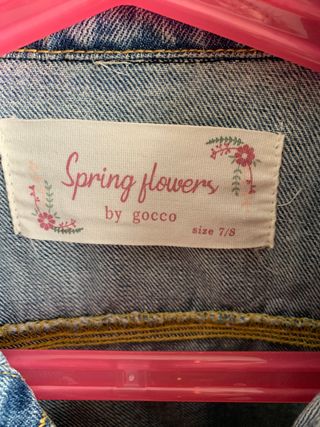 Spring flowers
by gocco
size 7/8